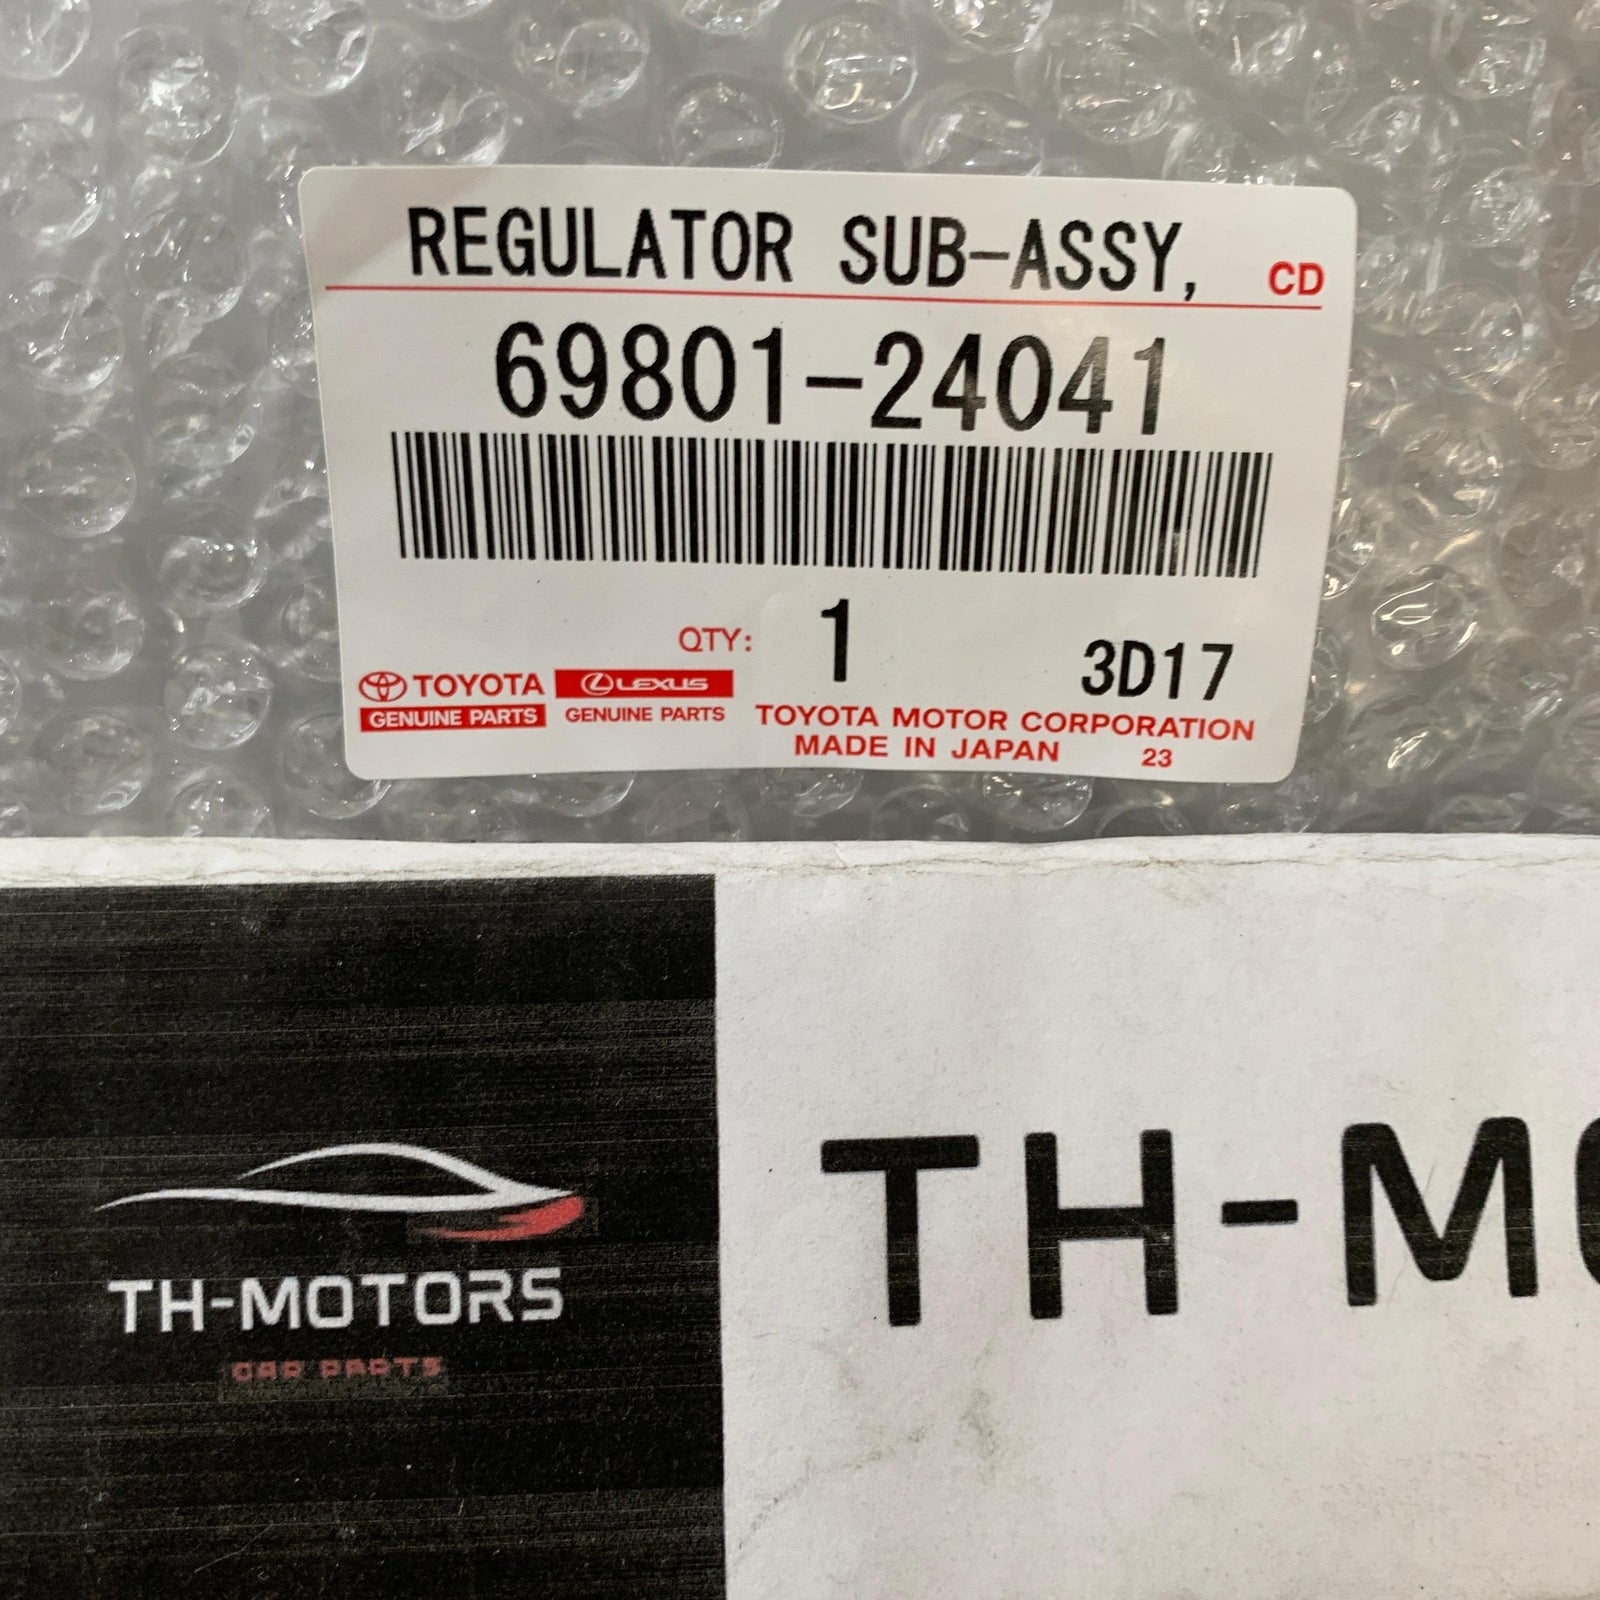 REGULATOR SUB-ASSY, CD
69801-24041
QTY: 1 3D17
TOYOTA LEXUS
GENUINE PARTS GENUINE PARTS
TOYOTA MOTOR CORPORATION
MADE IN JAPAN 23
TH-MOTORS
CAR PARTS
TH-M